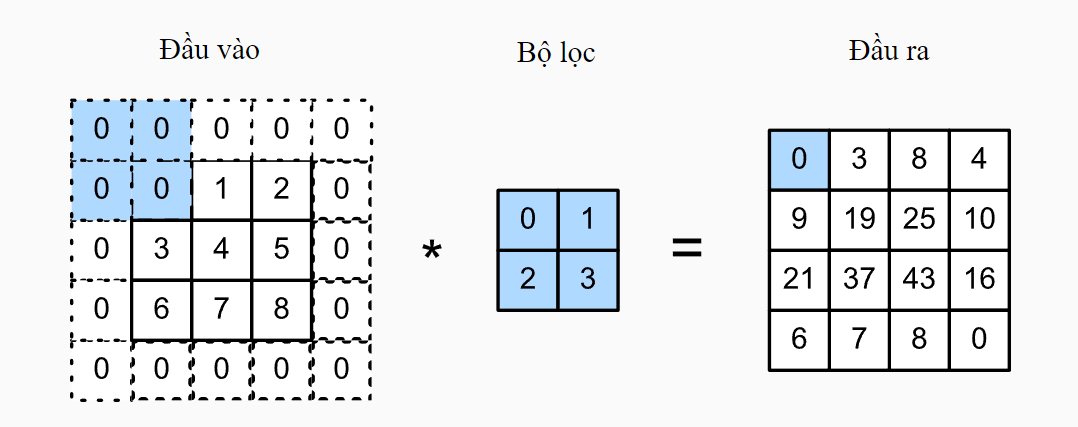 Đầu vào
Bộ lọc
Đầu ra
0 0 0 0 0
0 0 1 2 0
0 3 4 5 0
0 6 7 8 0
0 0 0 0 0
*
0 1
2 3
=
0 3 8 4
9 19 25 10
21 37 43 16
6 7 8 0